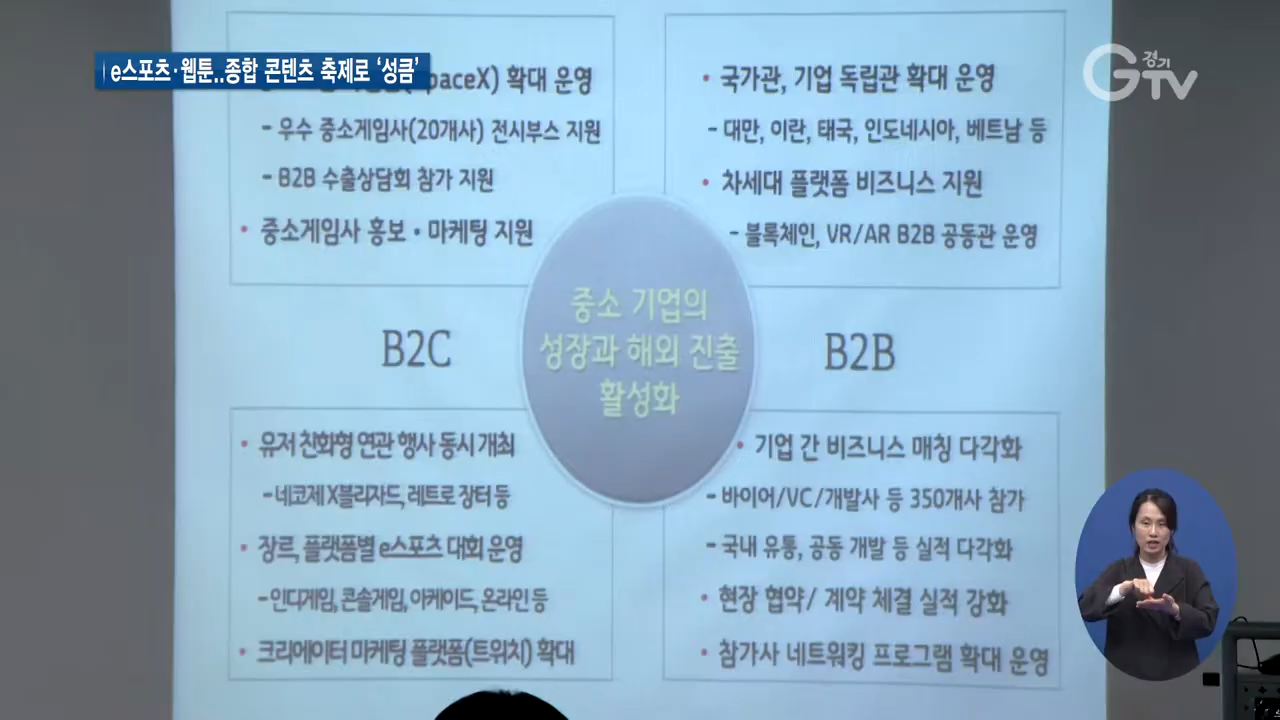 e스포츠·웹툰..종합 콘텐츠 축제로 ‘성큼’
경기
GTV
paceX) 확대 운영
- 우수 중소게임사(20개사) 전시부스 지원
- B2B 수출상담회 참가 지원
• 중소게임사 홍보·마케팅 지원
• 국가관, 기업 독립관 확대 운영
- 대만, 이란, 태국, 인도네시아, 베트남 등
• 차세대 플랫폼 비즈니스 지원
- 블록체인, VR/AR B2B 공동관 운영
B2C
중소 기업의
성장과 해외 진출
활성화
B2B
• 유저 친화형 연관 행사 동시 개최
- 네코제X블리자드, 레트로 장터 등
• 장르, 플랫폼별 e스포츠 대회 운영
- 인디게임, 콘솔게임, 아케이드, 온라인 등
• 크리에이터 마케팅 플랫폼(트위치) 확대
• 기업 간 비즈니스 매칭 다각화
- 바이어/VC/개발사 등 350개사 참가
- 국내 유통, 공동 개발 등 실적 다각화
• 현장 협약/ 계약 체결 실적 강화
• 참가사 네트워킹 프로그램 확대 운영